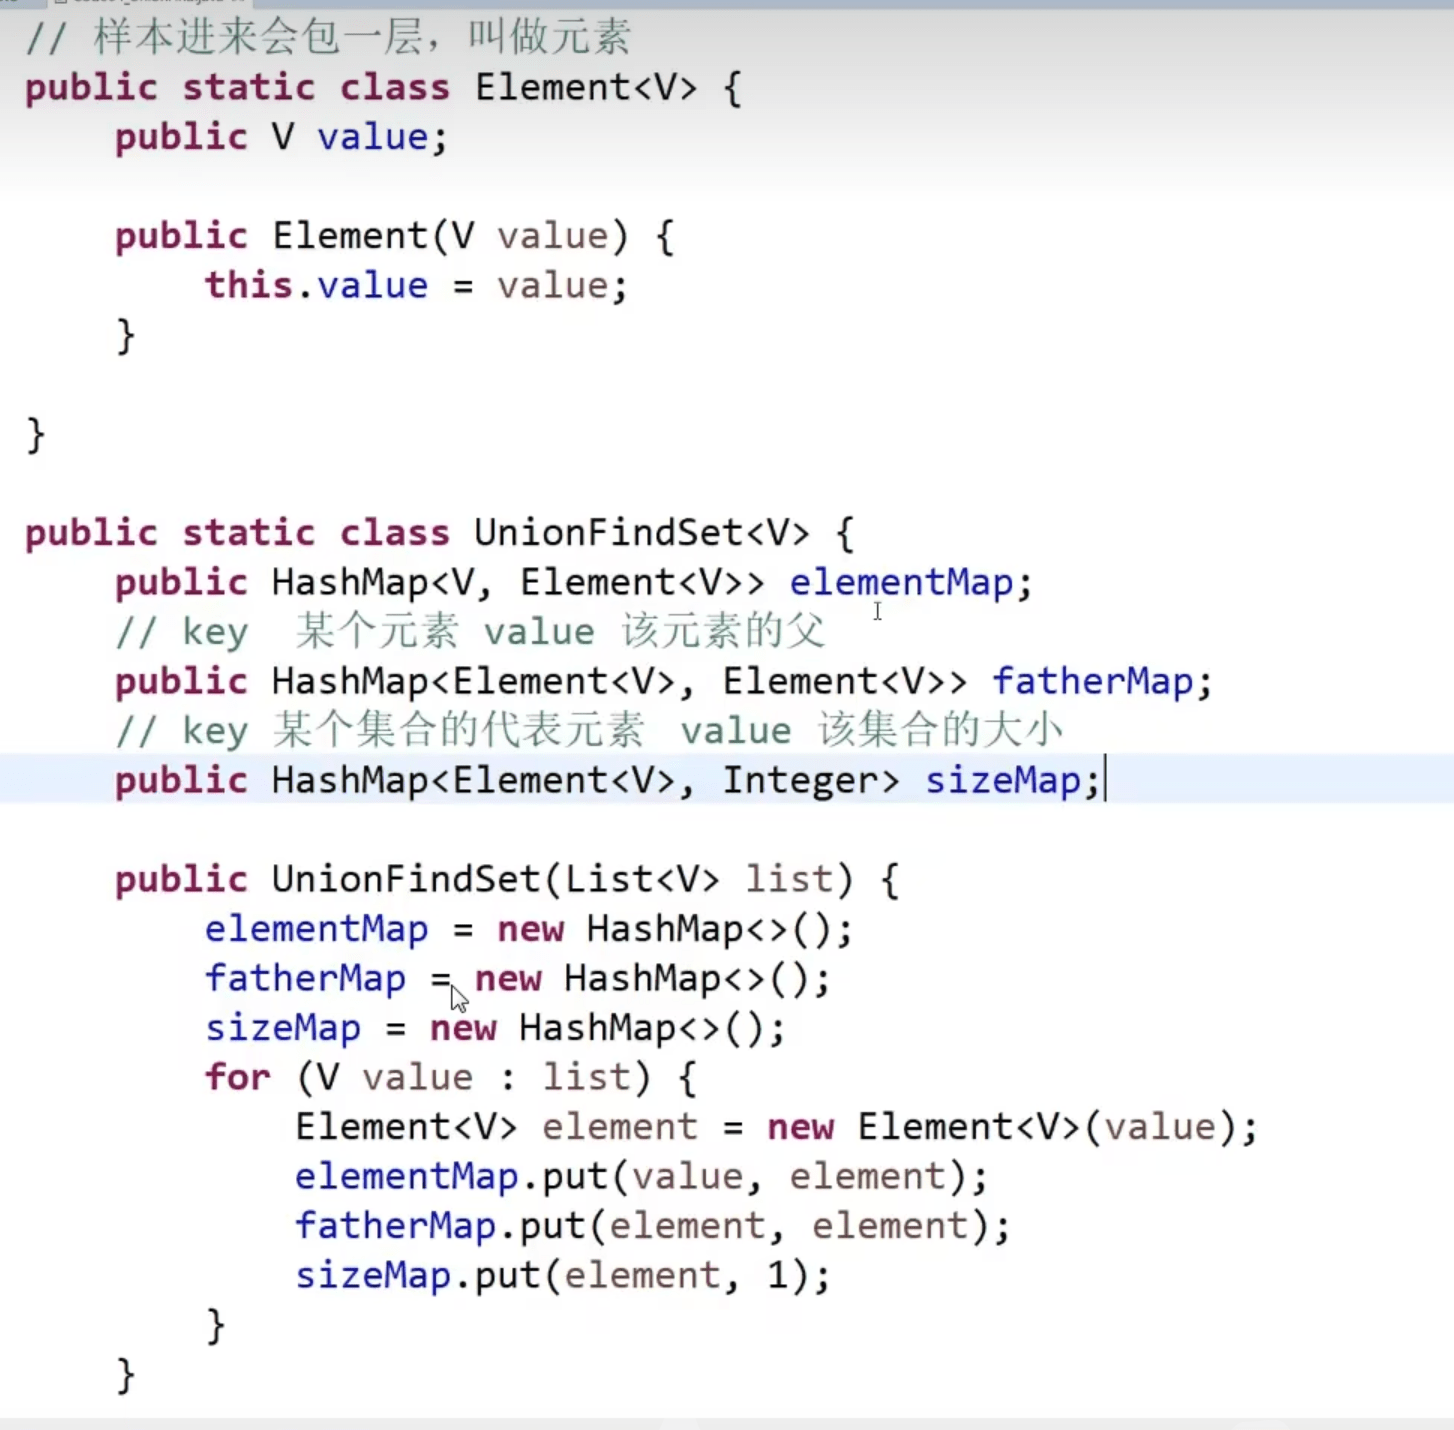 // 样本进来会包一层，叫做元素
public static class Element<V> {
public V value;
public Element(V value) {
this.value = value;
}
}
public static class UnionFindSet<V> {
public HashMap<V, Element<V>> elementMap;
// key 某个元素 value 该元素的父
public HashMap<Element<V>, Element<V>> fatherMap;
// key 某个集合的代表元素 value 该集合的大小
public HashMap<Element<V>, Integer> sizeMap;
public UnionFindSet(List<V> list) {
elementMap = new HashMap<>();
fatherMap = new HashMap<>();
sizeMap = new HashMap<>();
for (V value : list) {
Element<V> element = new Element<V>(value);
elementMap.put(value, element);
fatherMap.put(element, element);
sizeMap.put(element, 1);
}
}